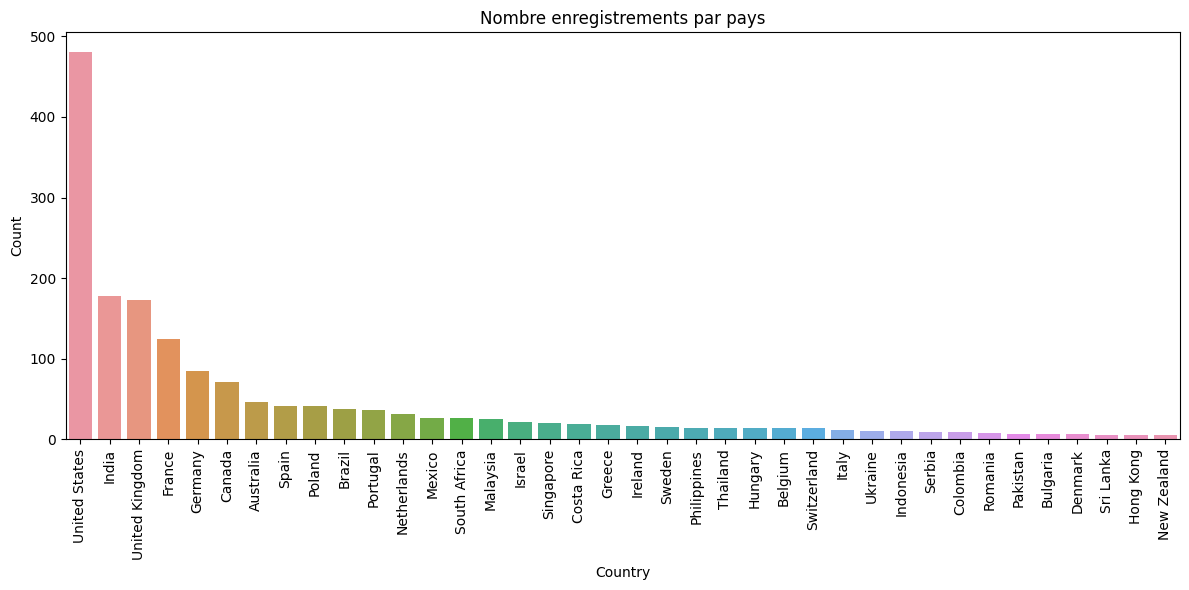 Nombre enregistrements par pays
Count
500
400
300
200
100
0
United States
India
United Kingdom
France
Germany
Canada
Australia
Spain
Poland
Brazil
Portugal
Netherlands
Mexico
South Africa
Malaysia
Israel
Singapore
Costa Rica
Greece
Ireland
Sweden
Philippines
Thailand
Hungary
Belgium
Switzerland
Italy
Ukraine
Indonesia
Serbia
Colombia
Romania
Pakistan
Bulgaria
Denmark
Sri Lanka
Hong Kong
New Zealand
Country